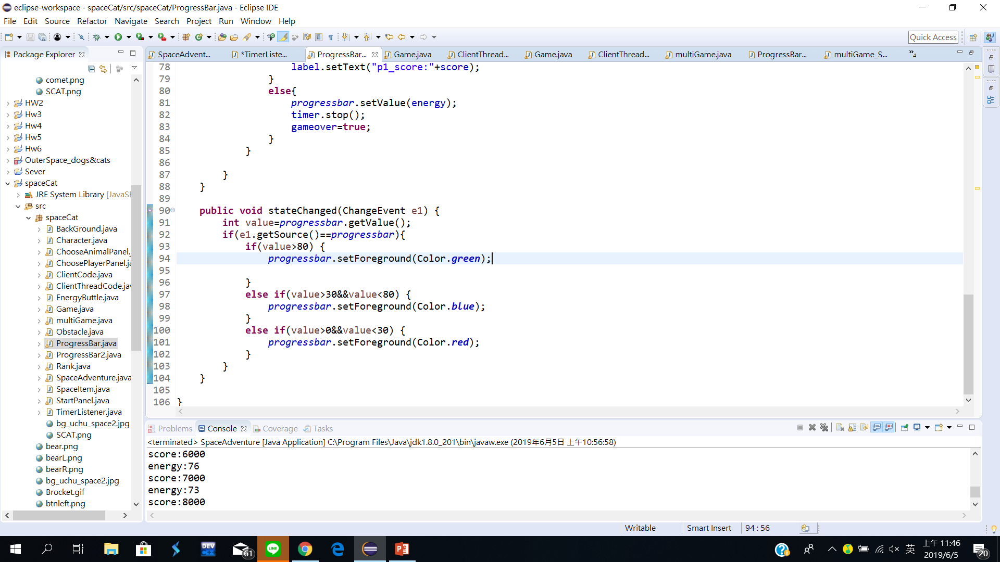 eclipse-workspace - spaceCat/src/spaceCat/ProgressBar.java - Eclipse IDE
File Edit Source Refactor Navigate Search Project Run Window Help
Quick Access
Package Explorer
SpaceAdvent... *TimerListe... ProgressBar... Game.java ClientThread... Game.java ClientThread... multiGame.java ProgressBar... multiGame_S... »4
comet.png
SCAT.png
HW2
Hw3
Hw4
Hw5
Hw6
OuterSpace_dogs&cats
Sever
spaceCat
JRE System Library [JavaSI
src
spaceCat
BackGround.java
Character.java
ChooseAnimalPanel.
ChoosePlayerPanel.ja
ClientCode.java
ClientThreadCode.jav
EnergyButtle.java
Game.java
multiGame.java
Obstacle.java
ProgressBar.java
ProgressBar2.java
Rank.java
SpaceAdventure.java
SpaceItem.java
StartPanel.java
TimerListener.java
bg_uchu_space2.jpg
SCAT.png
bear.png
bearL.png
bearR.png
bg_uchu_space2.jpg
Brocket.gif
btnleft.png
78 label.setText("p1_score:"+score);
79 }
80 else{
81 progressbar.setValue(energy);
82 timer.stop();
83 gameover=true;
84 }
85 }
86
87 }
88 }
89
90 public void stateChanged(ChangeEvent e1) {
91 int value=progressbar.getValue();
92 if(e1.getSource()==progressbar){
93 if(value>80) {
94 progressbar.setForeground(Color.green);
95
96 }
97 else if(value>30&&value<80) {
98 progressbar.setForeground(Color.blue);
99 }
100 else if(value>0&&value<30) {
101 progressbar.setForeground(Color.red);
102 }
103 }
104 }
105
106 }
Problems Console Coverage Tasks
<terminated> SpaceAdventure [Java Application] C:\Program Files\Java\jdk1.8.0_201\bin\javaw.exe (2019年6月5日 上午10:56:58)
score:6000
energy:76
score:7000
energy:73
score:8000
Writable Smart Insert 94 : 56
DEV C++
61
LINE
英
上午 11:46
2019/6/5
20